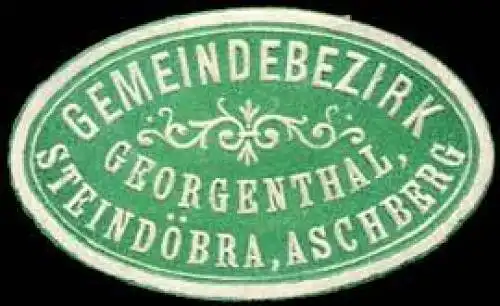 GEMEINDEBEZIRK
GEORGENTHAL,
STEINDÖBRA, ASCHBERG